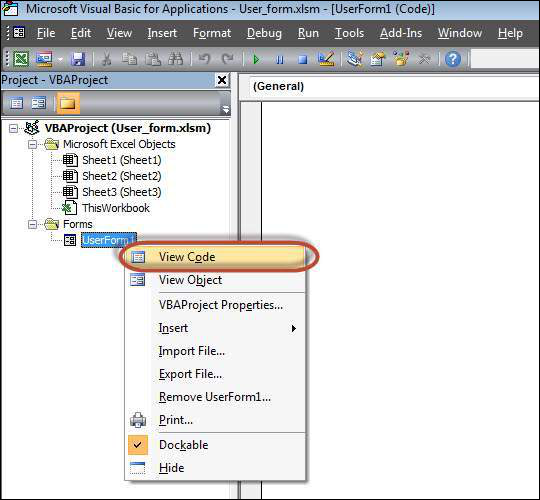 Microsoft Visual Basic for Applications - User_form.xlsm - [UserForm1 (Code)]
File Edit View Insert Format Debug Run Tools Add-Ins Window Help
Project - VBAProject
(General)
VBAProject (User_form.xlsm)
Microsoft Excel Objects
Sheet1 (Sheet1)
Sheet2 (Sheet2)
Sheet3 (Sheet3)
ThisWorkbook
Forms
UserForm1
View Code
View Object
VBAProject Properties...
Insert
Import File...
Export File...
Remove UserForm1...
Print...
Dockable
Hide